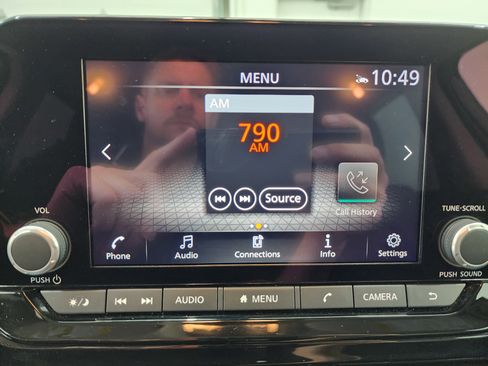 MENU
10:49
AM
790
AM
Source
Call History
VOL
TUNE·SCROLL
Phone
Audio
Connections
Info
Settings
PUSH
PUSH SOUND
AUDIO
MENU
CAMERA